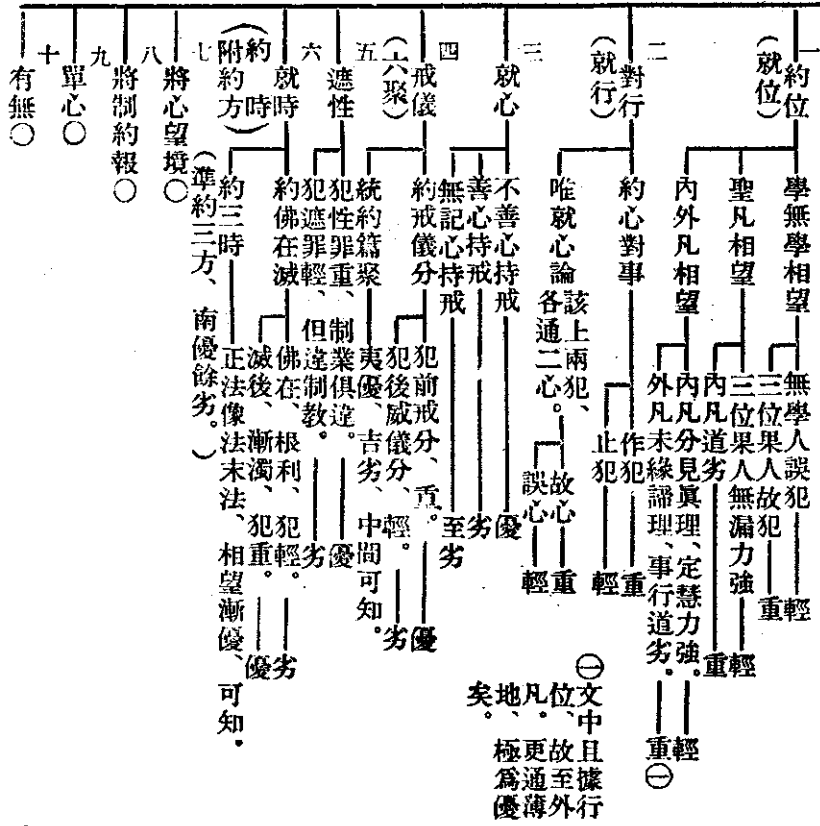 一 約位（就位）
學無學相望
無學人誤犯 輕
三位果人故犯 重
聖凡相望
三位果人無漏力強 輕
內凡道劣 重
內外凡相望
內凡分見眞理、定慧力強。 輕
外凡未緣諦理、事行道劣。 重㊀
㊀文中且據行
位、故至外
凡。更通薄
地、極爲優
矣。
二 對行（就行）
約心對事
作犯 重
止犯 輕
唯就心論
該上兩犯、
各通二心。
故心 重
誤心 輕
三 就心
不善心持戒 優
善心持戒 劣
無記心持戒 至劣
四 戒儀（六聚）
約戒儀分
犯前戒分、重。 優
犯後威儀分、輕。 劣
統約篇聚
夷優、吉劣、中間可知。
五 遮性
犯性罪重、制業俱違。 優
犯遮罪輕、但違制教。 劣
六 就時（約時附約方）
約佛在滅
佛在、根利、犯輕。 劣
滅後、漸濁、犯重。 優
約三時
正法像法末法、相望漸優、可知。
（準約三方、南優餘劣。）
七 將心望境〇
八 將制約報〇
九 單心〇
十 有無〇